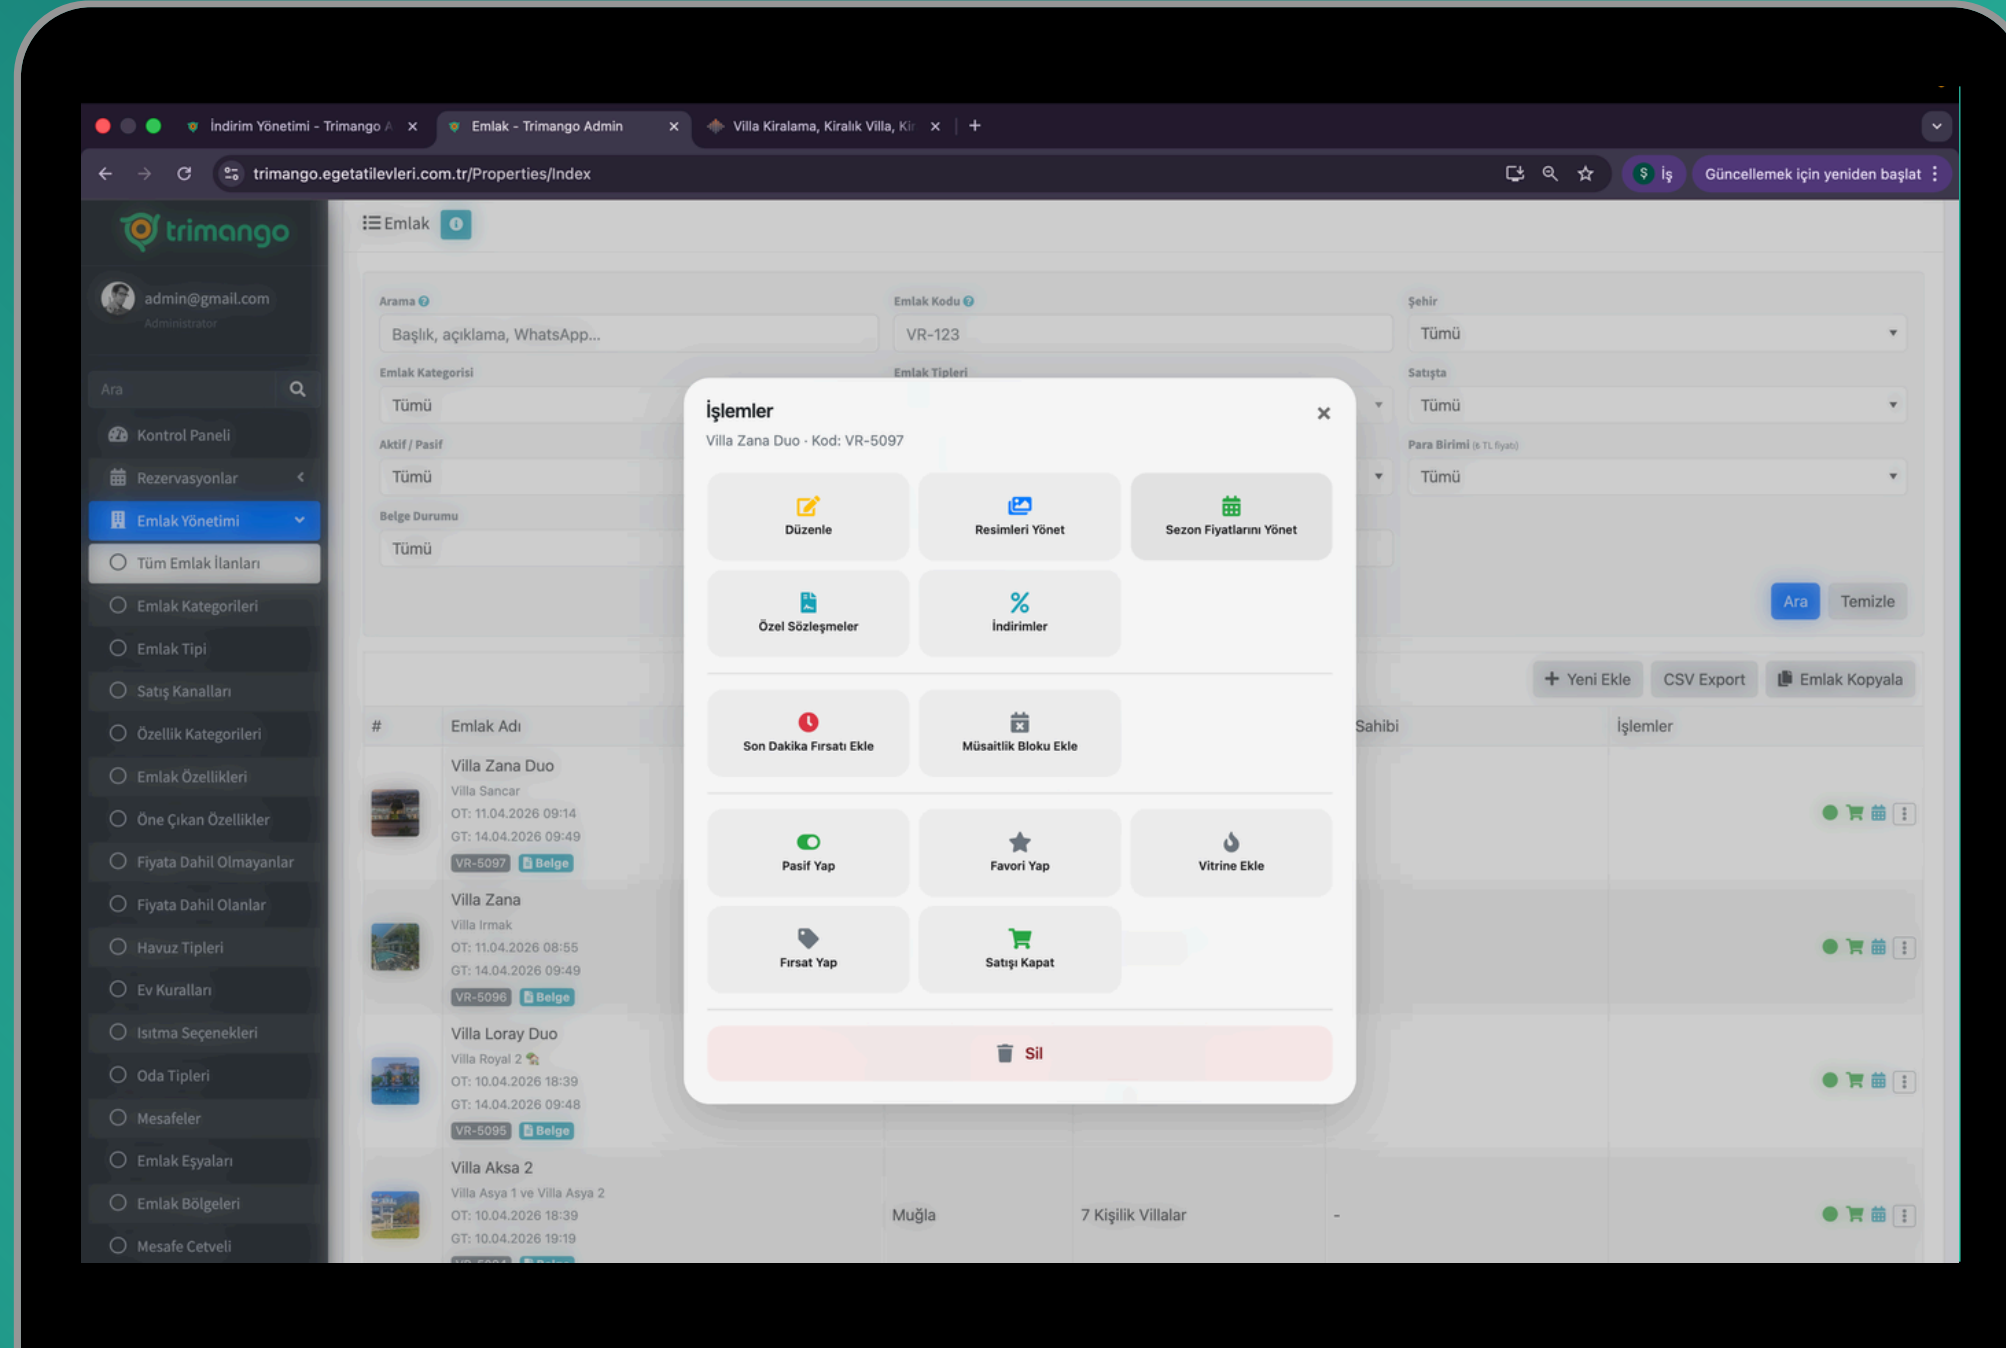 İndirim Yönetimi - Trimango A
Emlak - Trimango Admin
Villa Kiralama, Kiralık Villa, Kir
trimango.egetatilevleri.com.tr/Properties/Index
Ş İş
Güncellemek için yeniden başlat
trimango
admin@gmail.com
Administrator
Ara
Kontrol Paneli
Rezervasyonlar
Emlak Yönetimi
Tüm Emlak İlanları
Emlak Kategorileri
Emlak Tipi
Satış Kanalları
Özellik Kategorileri
Emlak Özellikleri
Öne Çıkan Özellikler
Fiyata Dahil Olmayanlar
Fiyata Dahil Olanlar
Havuz Tipleri
Ev Kuralları
Isıtma Seçenekleri
Oda Tipleri
Mesafeler
Emlak Eşyaları
Emlak Bölgeleri
Mesafe Cetveli
Emlak
Arama
Başlık, açıklama, WhatsApp...
Emlak Kodu
VR-123
Şehir
Tümü
Emlak Kategorisi
Tümü
Emlak Tipleri
Satışta
Tümü
Aktif / Pasif
Tümü
Para Birimi (₺ TL fiyatı)
Tümü
Belge Durumu
Tümü
Ara
Temizle
Yeni Ekle
CSV Export
Emlak Kopyala
# Emlak Adı Sahibi İşlemler
Villa Zana Duo
Villa Sancar
OT: 11.04.2026 09:14
GT: 14.04.2026 09:49
VR-5097 Belge
Villa Zana
Villa Irmak
OT: 11.04.2026 08:55
GT: 14.04.2026 09:49
VR-5096 Belge
Villa Loray Duo
Villa Royal 2
OT: 10.04.2026 18:39
GT: 14.04.2026 09:48
VR-5095 Belge
Villa Aksa 2
Villa Asya 1 ve Villa Asya 2
OT: 10.04.2026 18:39
GT: 10.04.2026 19:19
Muğla
7 Kişilik Villalar
-
İşlemler
Villa Zana Duo · Kod: VR-5097
Düzenle
Resimleri Yönet
Sezon Fiyatlarını Yönet
Özel Sözleşmeler
İndirimler
Son Dakika Fırsatı Ekle
Müsaitlik Bloku Ekle
Pasif Yap
Favori Yap
Vitrine Ekle
Fırsat Yap
Satışı Kapat
Sil